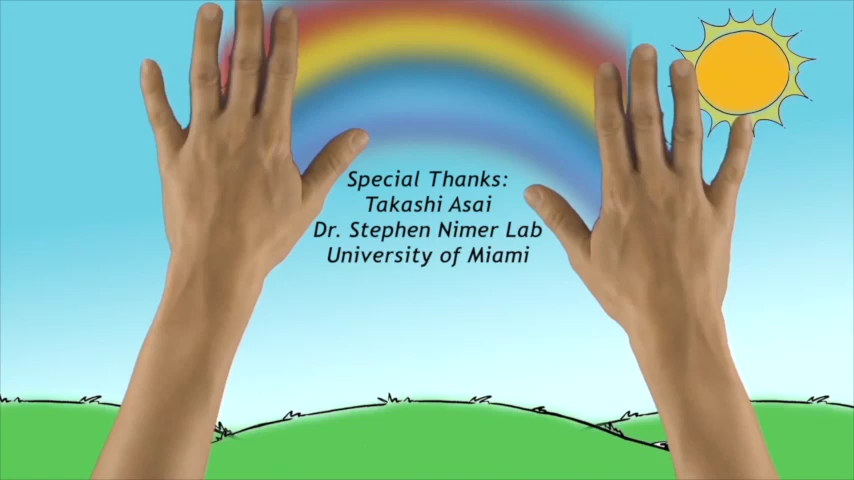 Special Thanks:
Takashi Asai
Dr. Stephen Nimer Lab
University of Miami